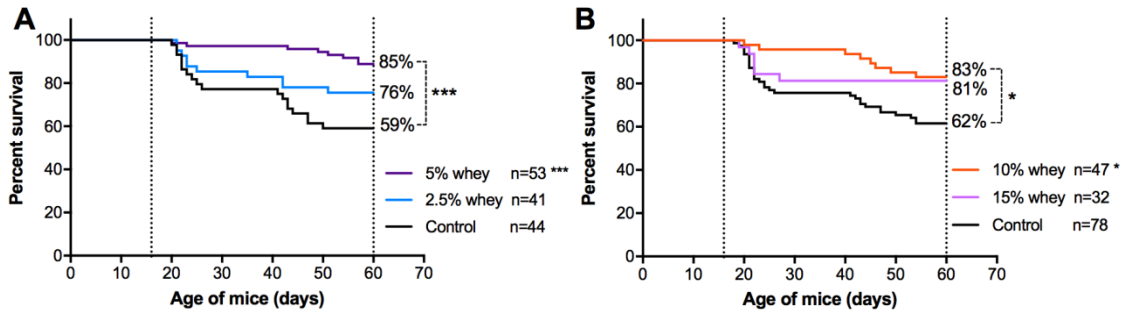 A
Percent survival
100
80
60
40
20
0
85%
76%
59%
***
5% whey n=53 ***
2.5% whey n=41
Control n=44
0 10 20 30 40 50 60 70
Age of mice (days)
B
Percent survival
100
80
60
40
20
0
83%
81%
62%
*
10% whey n=47 *
15% whey n=32
Control n=78
0 10 20 30 40 50 60 70
Age of mice (days)